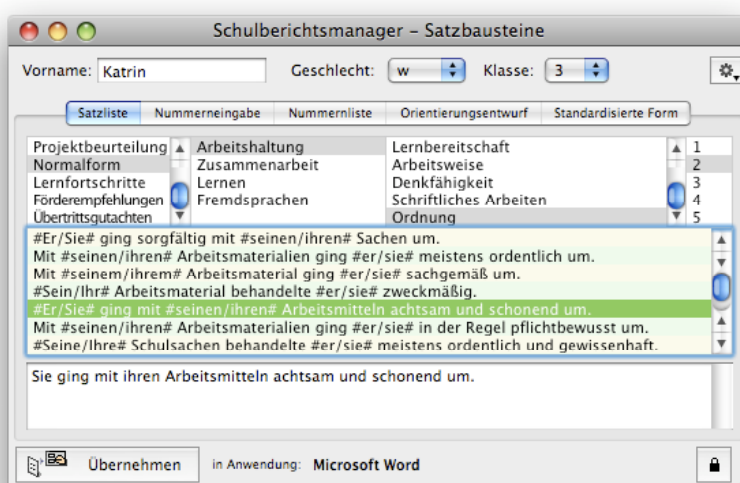 Schulberichtsmanager – Satzbausteine
Vorname: Katrin Geschlecht: w Klasse: 3
Satzliste Nummerneingabe Nummernliste Orientierungsentwurf Standardisierte Form
Projektbeurteilung Arbeitshaltung Lernbereitschaft 1
Normalform Zusammenarbeit Arbeitsweise 2
Lernfortschritte Lernen Denkfähigkeit 3
Förderempfehlungen Fremdsprachen Schriftliches Arbeiten 4
Übertrittsgutachten Ordnung 5
#Er/Sie# ging sorgfältig mit #seinen/ihren# Sachen um.
Mit #seinen/ihren# Arbeitsmaterialien ging #er/sie# meistens ordentlich um.
Mit #seinem/ihrem# Arbeitsmaterial ging #er/sie# sachgemäß um.
#Sein/Ihr# Arbeitsmaterial behandelte #er/sie# zweckmäßig.
#Er/Sie# ging mit #seinen/ihren# Arbeitsmitteln achtsam und schonend um.
Mit #seinen/ihren# Arbeitsmaterialien ging #er/sie# in der Regel pflichtbewusst um.
#Seine/Ihre# Schulsachen behandelte #er/sie# meistens ordentlich und gewissenhaft.
Sie ging mit ihren Arbeitsmitteln achtsam und schonend um.
Übernehmen in Anwendung: Microsoft Word